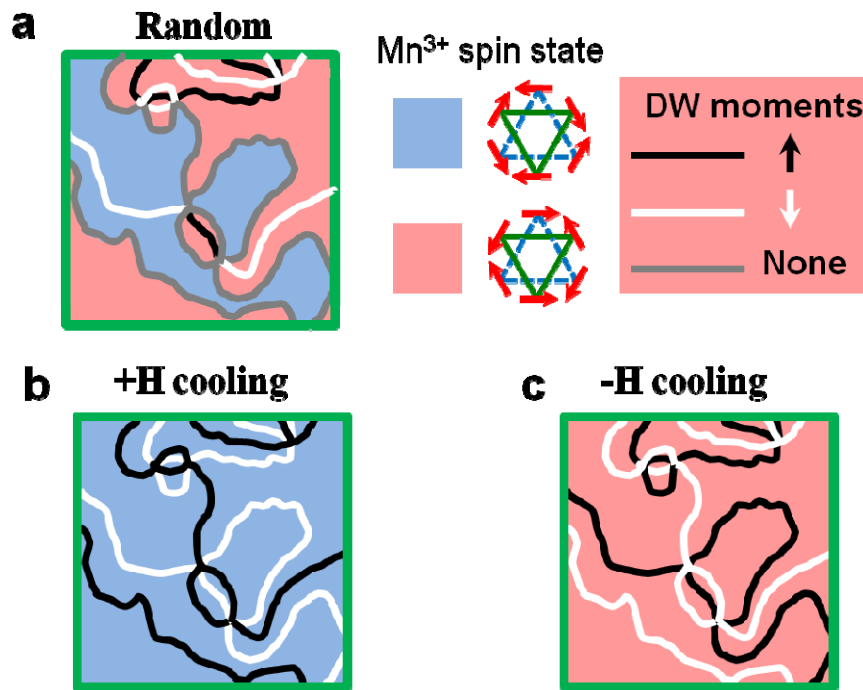 a
Random
Mn³⁺ spin state
DW moments
None
b
+H cooling
c
-H cooling